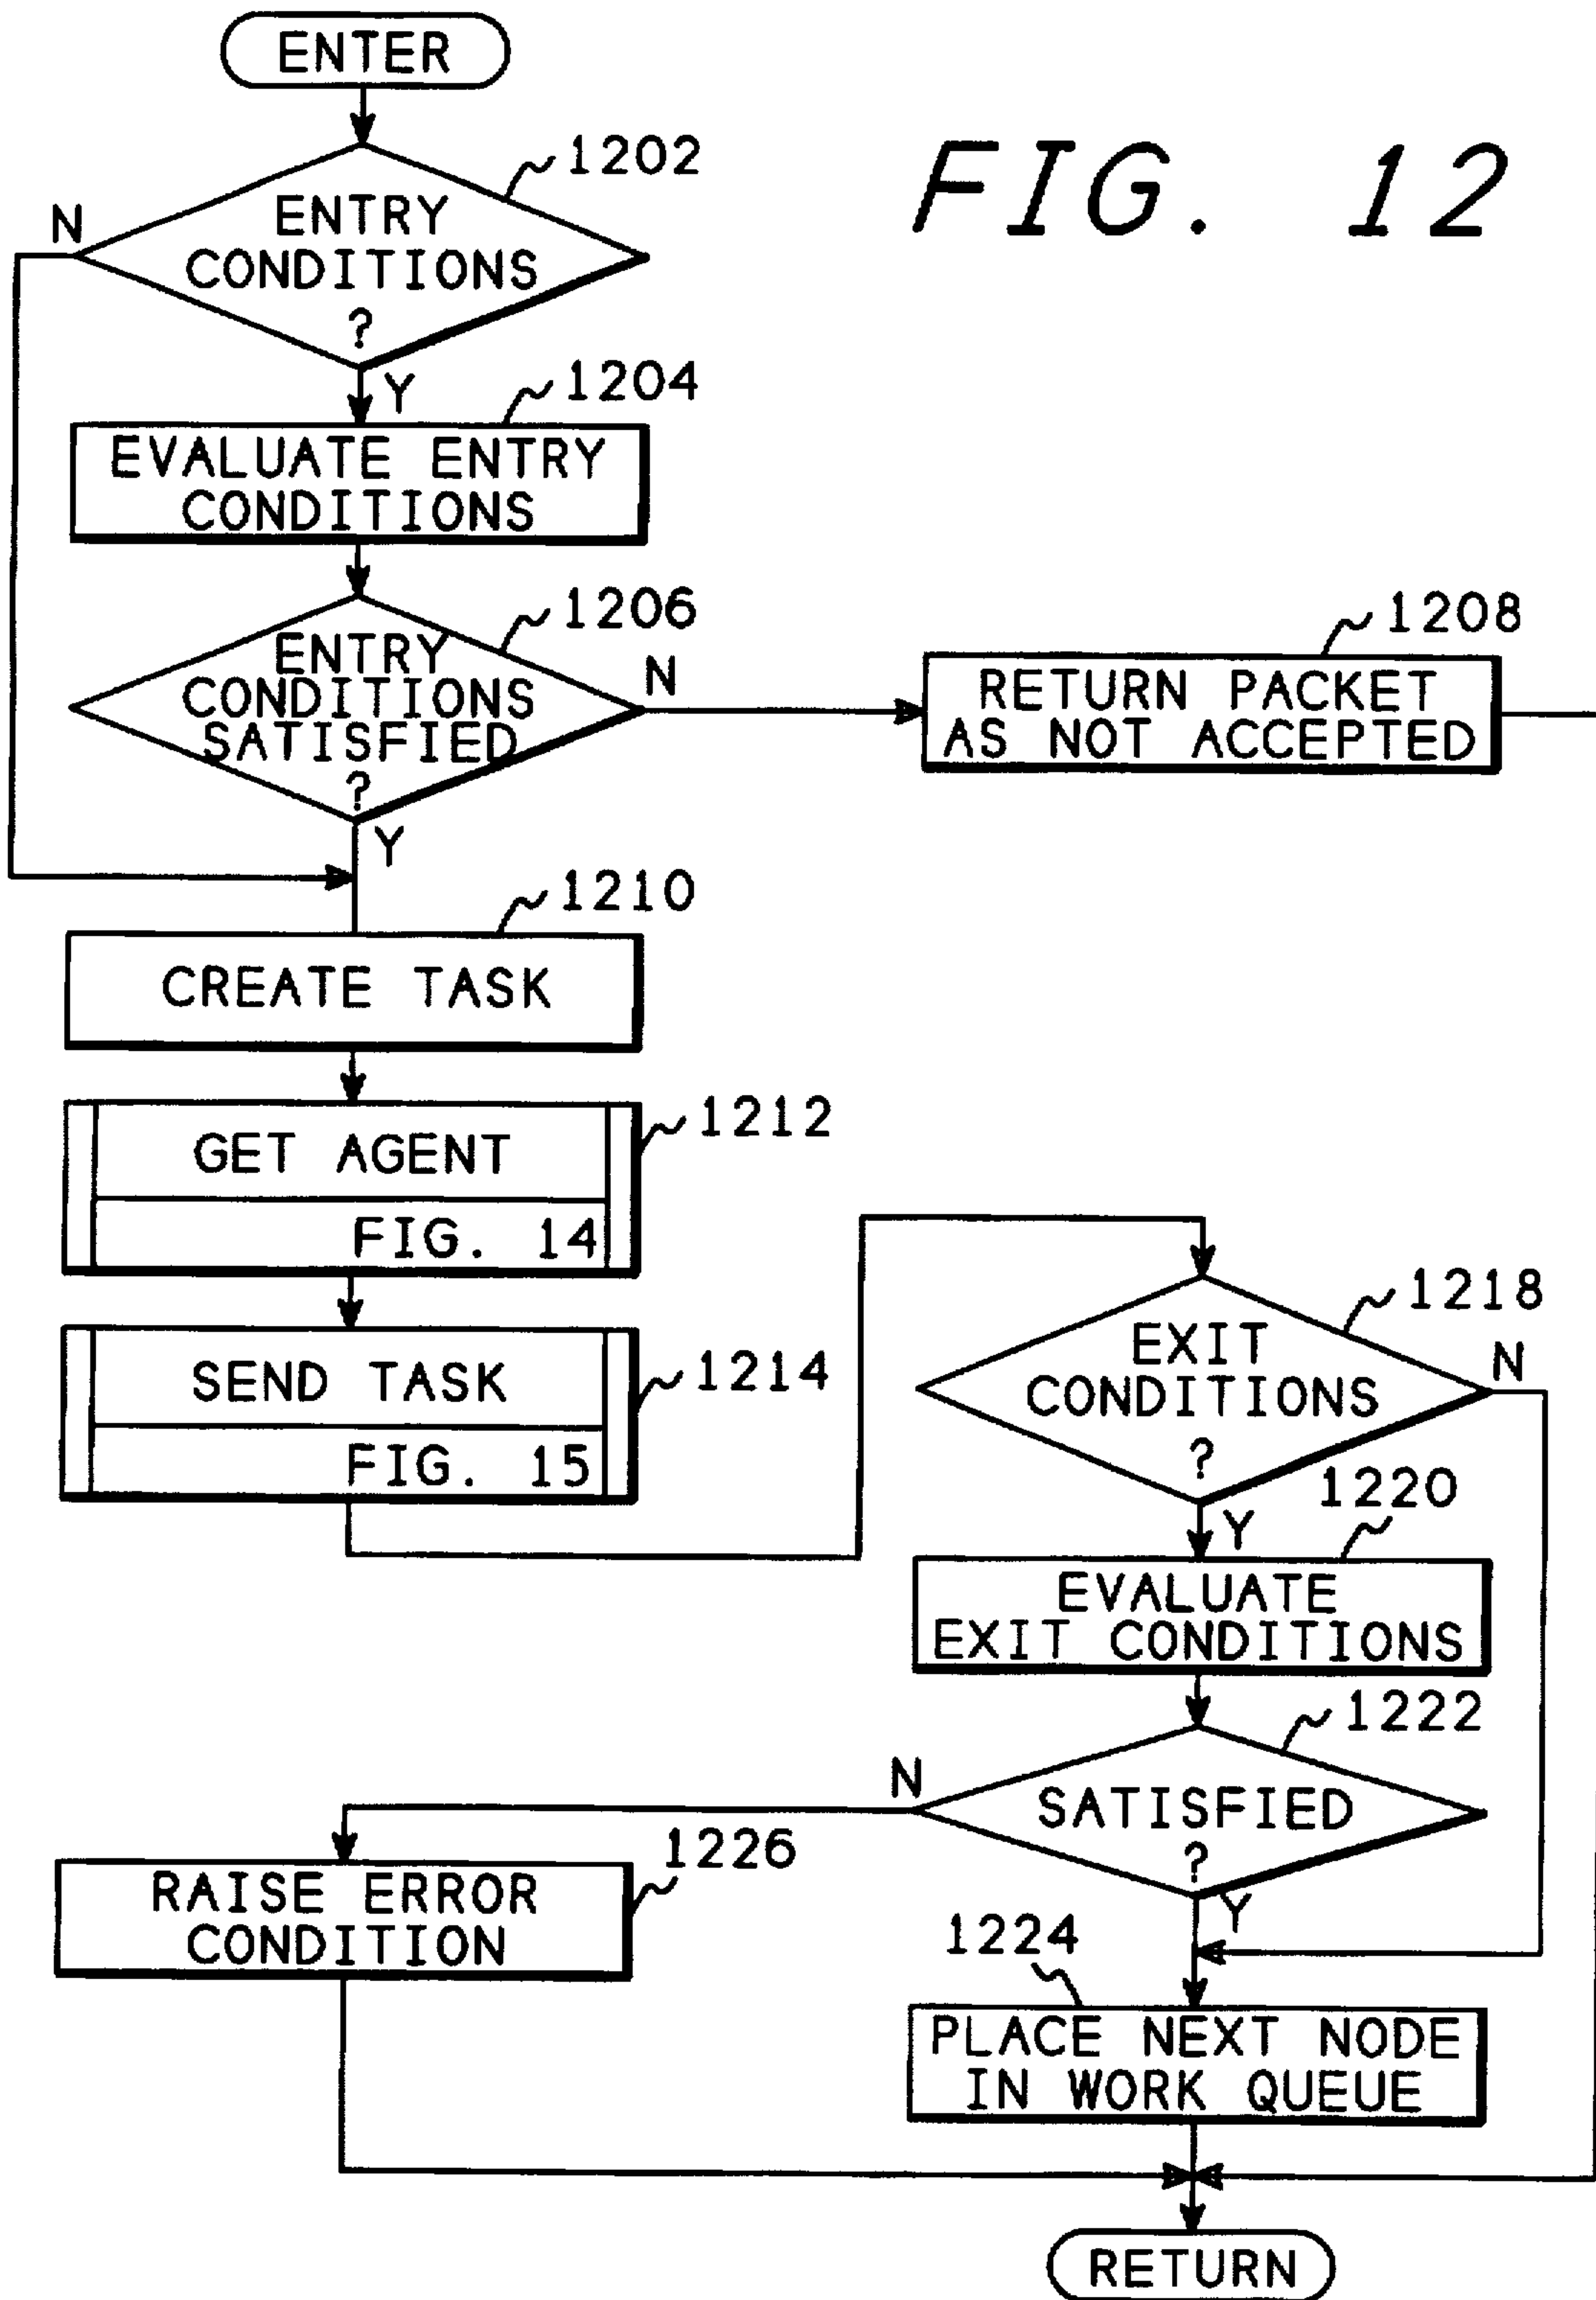 ENTER
FIG. 12
1202
N
ENTRY
CONDITIONS
?
Y
1204
EVALUATE ENTRY
CONDITIONS
1206
ENTRY
CONDITIONS
SATISFIED
?
N
1208
RETURN PACKET
AS NOT ACCEPTED
Y
1210
CREATE TASK
1212
GET AGENT
FIG. 14
1214
SEND TASK
FIG. 15
1218
EXIT
CONDITIONS
?
N
Y
1220
EVALUATE
EXIT CONDITIONS
1222
SATISFIED
?
N
Y
1226
RAISE ERROR
CONDITION
1224
PLACE NEXT NODE
IN WORK QUEUE
RETURN